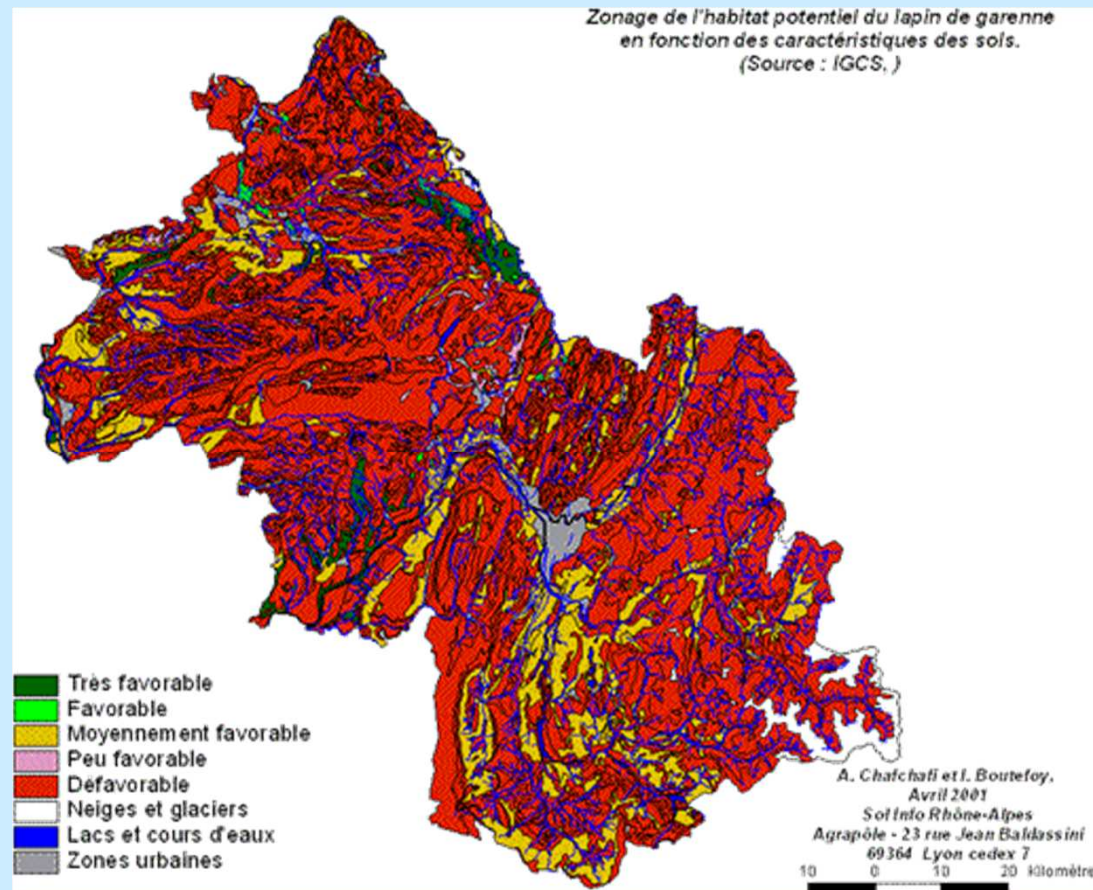 Zonage de l'habitat potentiel du lapin de garenne
en fonction des caractéristiques des sols.
(Source : IGCS, )
Très favorable
Favorable
Moyennement favorable
Peu favorable
Défavorable
Neiges et glaciers
Lacs et cours d'eaux
Zones urbaines
A. Chafchafi et I. Boutefoy,
Avril 2001
Sol Info Rhône-Alpes
Agrapôle - 23 rue Jean Baldassini
69364 Lyon cedex 7
10 0 10 20 kilomètre